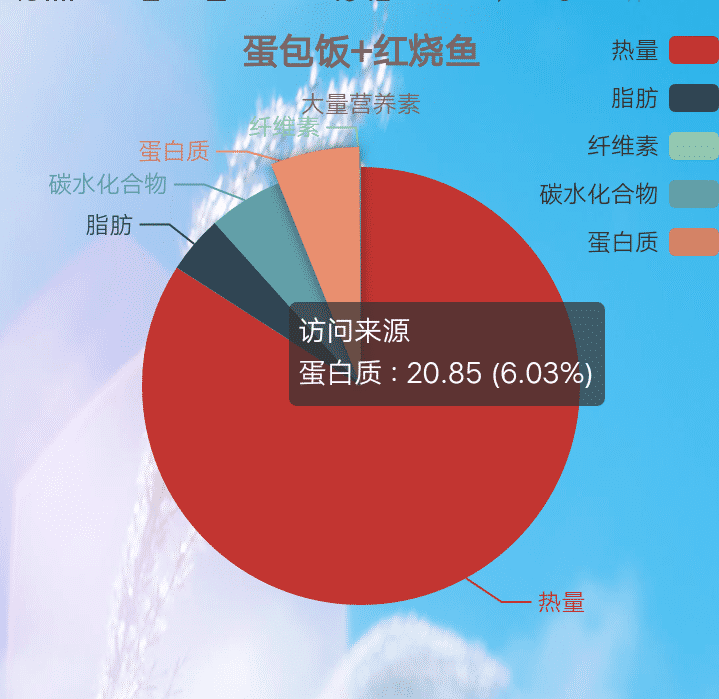 蛋包饭+红烧鱼
大量营养素
热量
脂肪
纤维素
碳水化合物
蛋白质
纤维素
蛋白质
碳水化合物
脂肪
访问来源
蛋白质 : 20.85 (6.03%)
热量